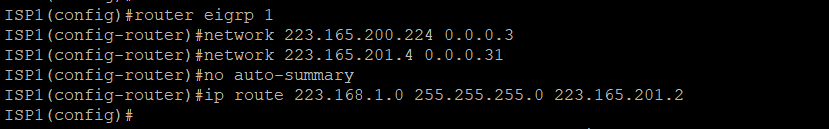 ISP1(config)#router eigrp 1
ISP1(config-router)#network 223.165.200.224 0.0.0.3
ISP1(config-router)#network 223.165.201.4 0.0.0.31
ISP1(config-router)#no auto-summary
ISP1(config-router)#ip route 223.168.1.0 255.255.255.0 223.165.201.2
ISP1(config)#